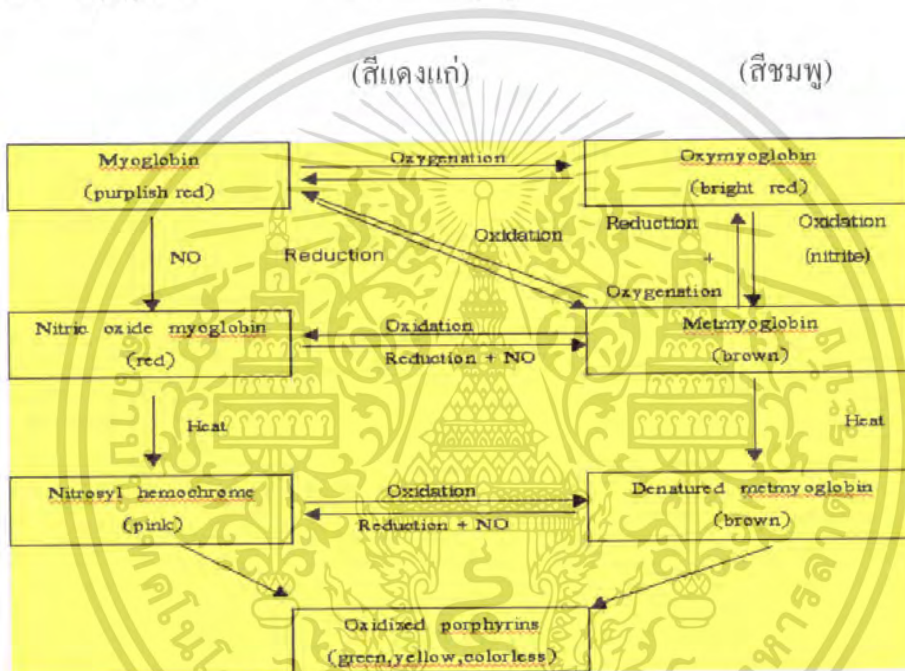 (สีแดงแก่) (สีชมพู)
Myoglobin
(purplish red)
Oxygenation
Oxymyoglobin
(bright red)
NO
Reduction
Oxidation
Reduction
+
Oxygenation
Oxidation
(nitrite)
Nitric oxide myoglobin
(red)
Oxidation
Reduction + NO
Metmyoglobin
(brown)
Heat
Heat
Nitrosyl hemochrome
(pink)
Oxidation
Reduction + NO
Denatured metmyoglobin
(brown)
Oxidized porphyrins
(green,yellow,colorless)